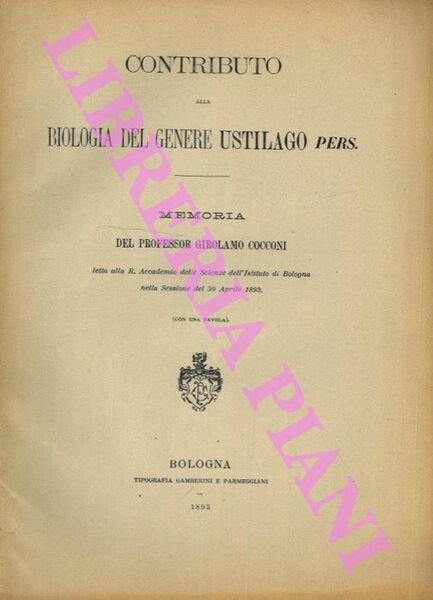 CONTRIBUTO
ALLA
BIOLOGIA DEL GENERE USTILAGO PERS.
MEMORIA
DEL PROFESSOR GIROLAMO COCCONI
letta alla R. Accademia delle Scienze dell'Istituto di Bologna
nella Sessione del 30 Aprile 1893.
(CON UNA TAVOLA).
BOLOGNA
TIPOGRAFIA GAMBERINI E PARMEGGIANI
1893
LIBRERIA PIANI